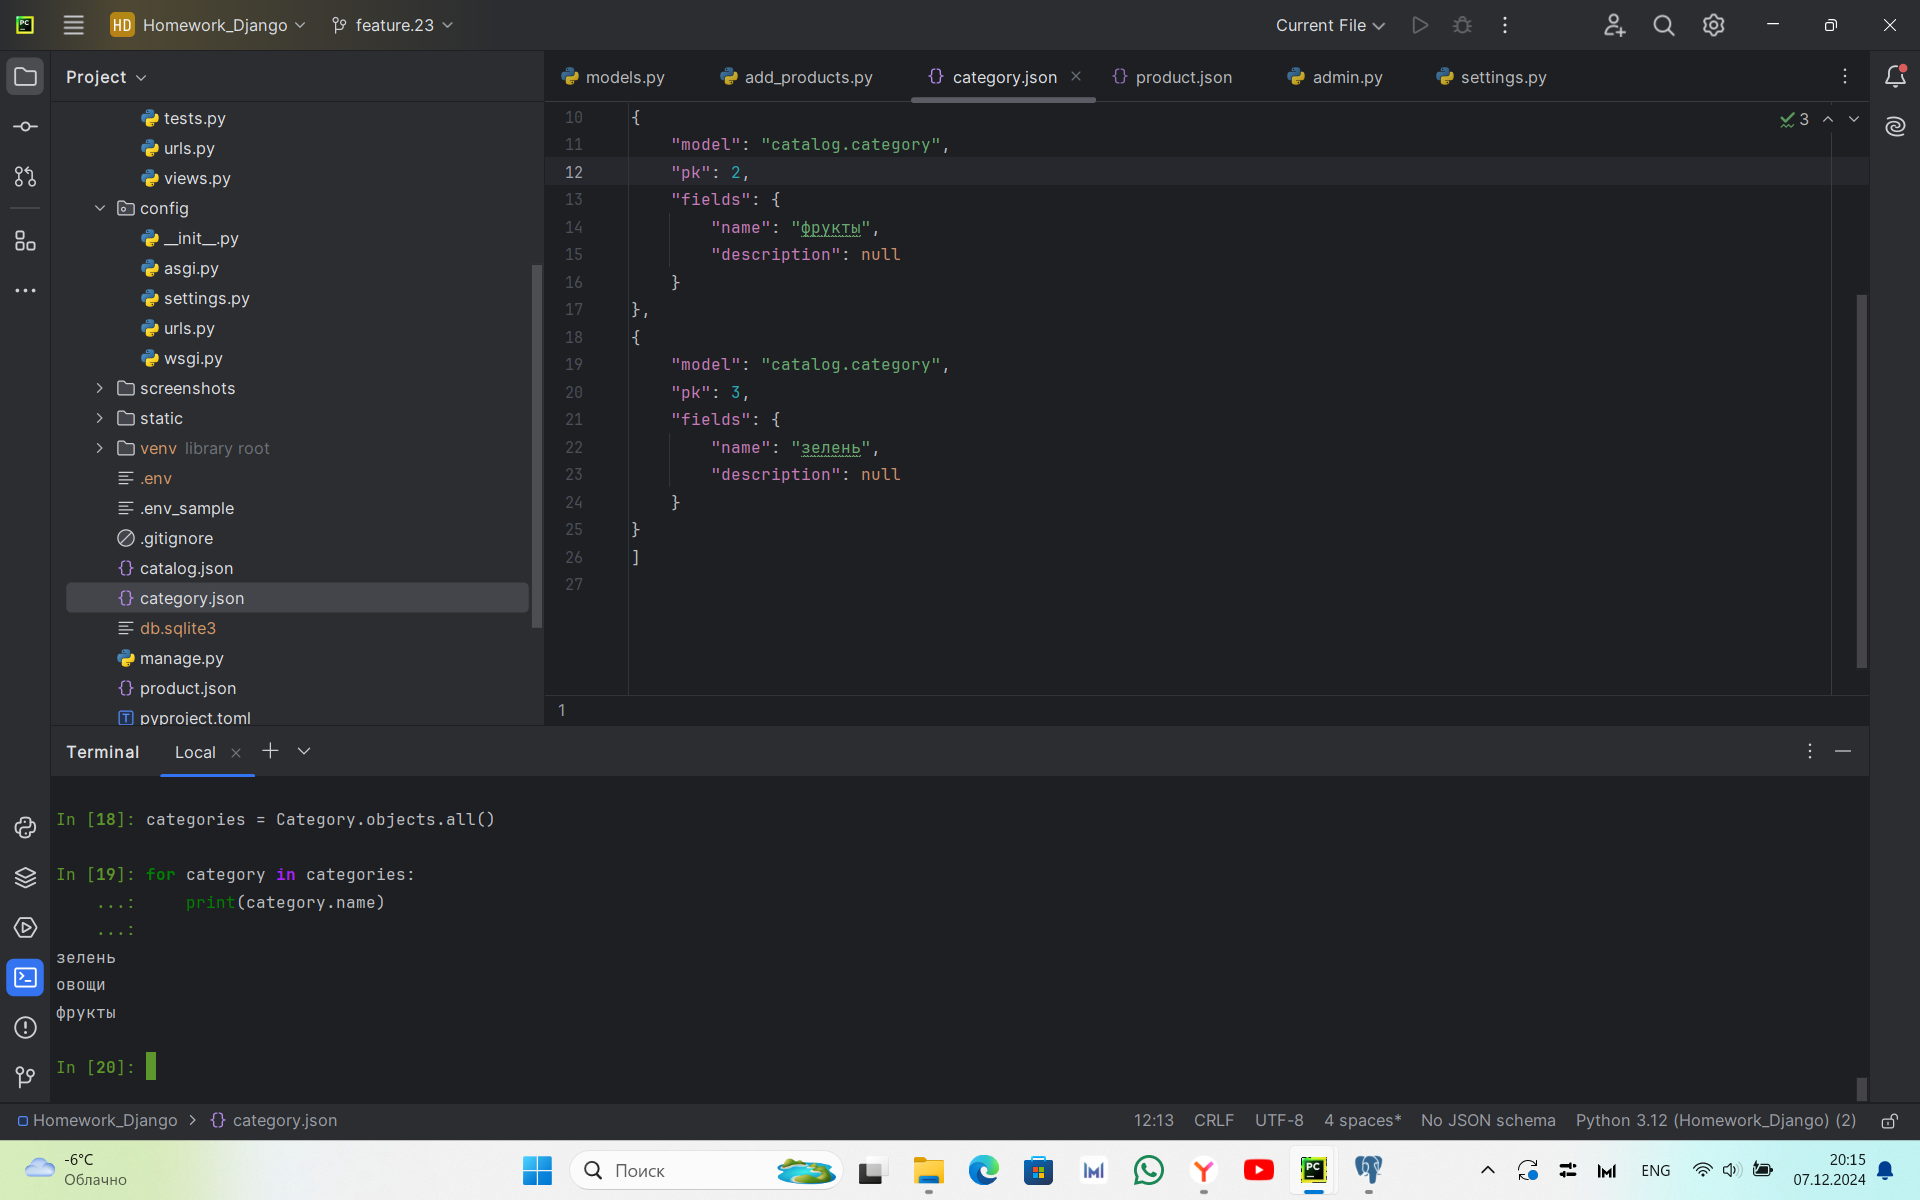 HD Homework_Django feature.23 Current File
Project
models.py add_products.py category.json product.json admin.py settings.py
tests.py
urls.py
views.py
config
__init__.py
asgi.py
settings.py
urls.py
wsgi.py
screenshots
static
venv library root
.env
.env_sample
.gitignore
catalog.json
category.json
db.sqlite3
manage.py
product.json
pyproject.toml
3
10 {
11 "model": "catalog.category",
12 "pk": 2,
13 "fields": {
14 "name": "фрукты",
15 "description": null
16 }
17 },
18 {
19 "model": "catalog.category",
20 "pk": 3,
21 "fields": {
22 "name": "зелень",
23 "description": null
24 }
25 }
26 ]
27
1
Terminal Local
In [18]: categories = Category.objects.all()
In [19]: for category in categories:
...: print(category.name)
...:
зелень
овощи
фрукты
In [20]:
Homework_Django > category.json 12:13 CRLF UTF-8 4 spaces* No JSON schema Python 3.12 (Homework_Django) (2)
-6°C
Облачно
Поиск
ENG
20:15
07.12.2024